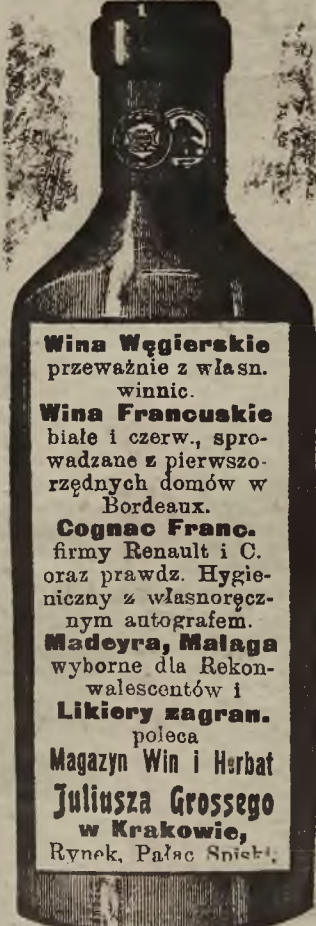 Wina Węgierskie
przeważnie z własn.
winnic.
Wina Francuskie
białe i czerw., spro-
wadzane z pierwszo-
rzędnych domów w
Bordeaux.
Cognac Franc.
firmy Renault i C.
oraz prawdz. Hygie-
niczny z własnoręcz-
nym autografem.
Madeyra, Malaga
wyborne dla Rekon-
walescentów i
Likiery zagran.
poleca
Magazyn Win i Herbat
Juliusza Grossego
w Krakowie,
Rynek, Pałac Spiski,